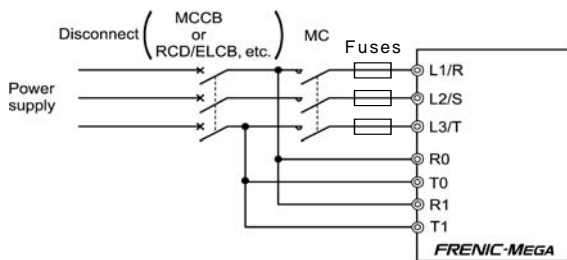 Disconnect
MCCB
or
RCD/ELCB, etc.
MC
Fuses
Power
supply
L1/R
L2/S
L3/T
R0
T0
R1
T1
FRENIC-MEGA